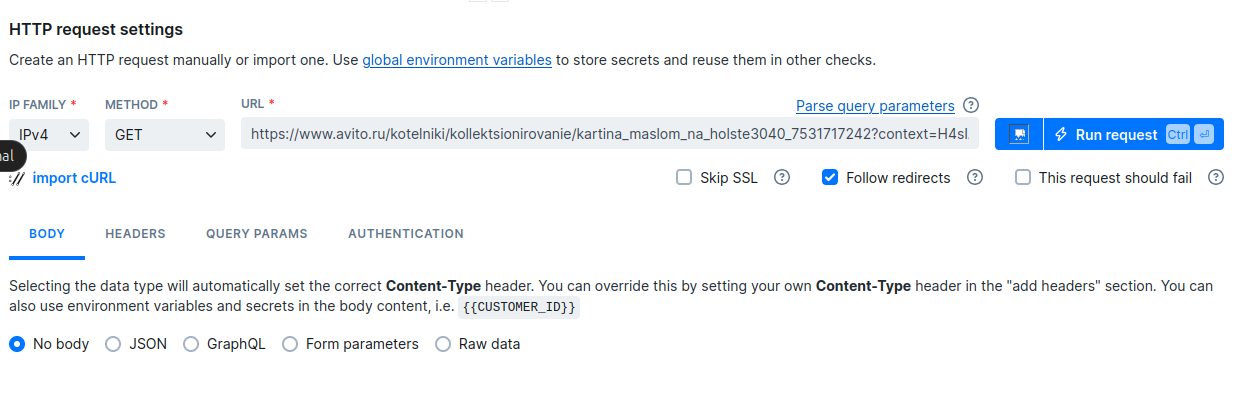 HTTP request settings
Create an HTTP request manually or import one. Use global environment variables to store secrets and reuse them in other checks.
IP FAMILY * METHOD * URL * Parse query parameters ?
IPv4 GET https://www.avito.ru/kotelniki/kollektsionirovanie/kartina_maslom_na_holste3040_7531717242?context=H4sI. Run request Ctrl ⏎
import cURL Skip SSL ? Follow redirects ? This request should fail ?
BODY HEADERS QUERY PARAMS AUTHENTICATION
Selecting the data type will automatically set the correct Content-Type header. You can override this by setting your own Content-Type header in the "add headers" section. You can
also use environment variables and secrets in the body content, i.e. {{CUSTOMER_ID}}
No body JSON GraphQL Form parameters Raw data